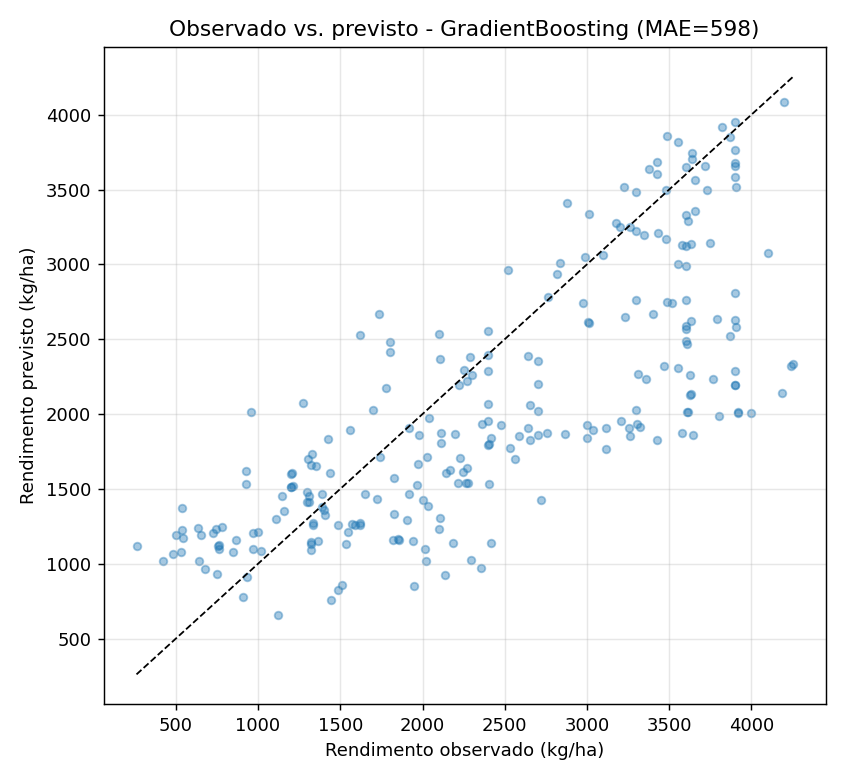 Observado vs. previsto - GradientBoosting (MAE=598)
Rendimento previsto (kg/ha)
4000
3500
3000
2500
2000
1500
1000
500
500 1000 1500 2000 2500 3000 3500 4000
Rendimento observado (kg/ha)